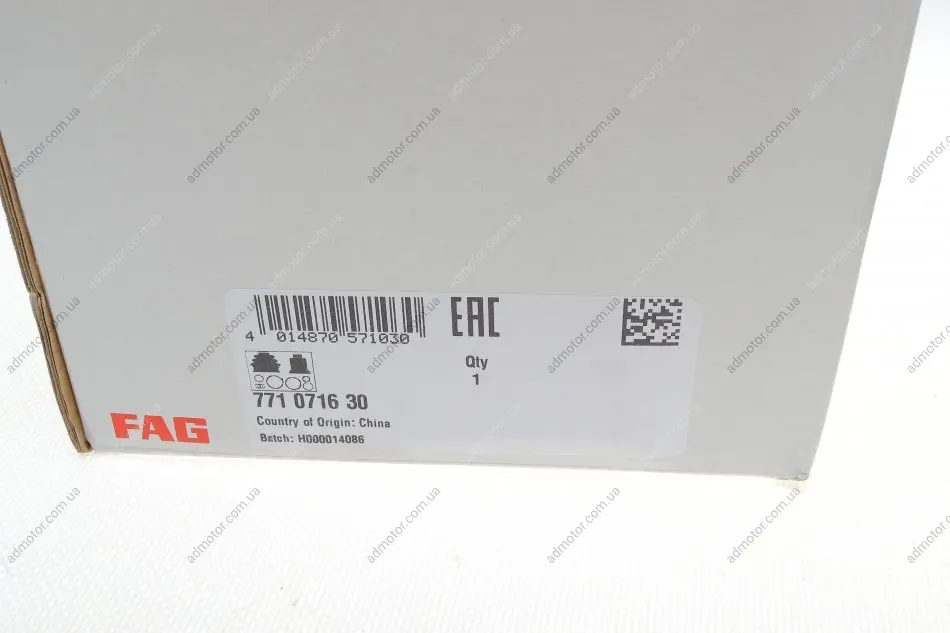 4 014870 571030
EAC
Qty
1
771 0716 30
Country of Origin: China
Batch: H000014086
FAG
admotor.com.ua